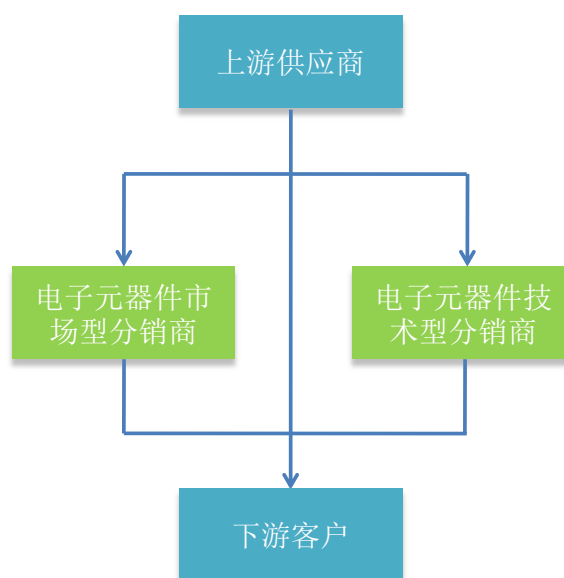 上游供应商
电子元器件市
场型分销商
电子元器件技
术型分销商
下游客户